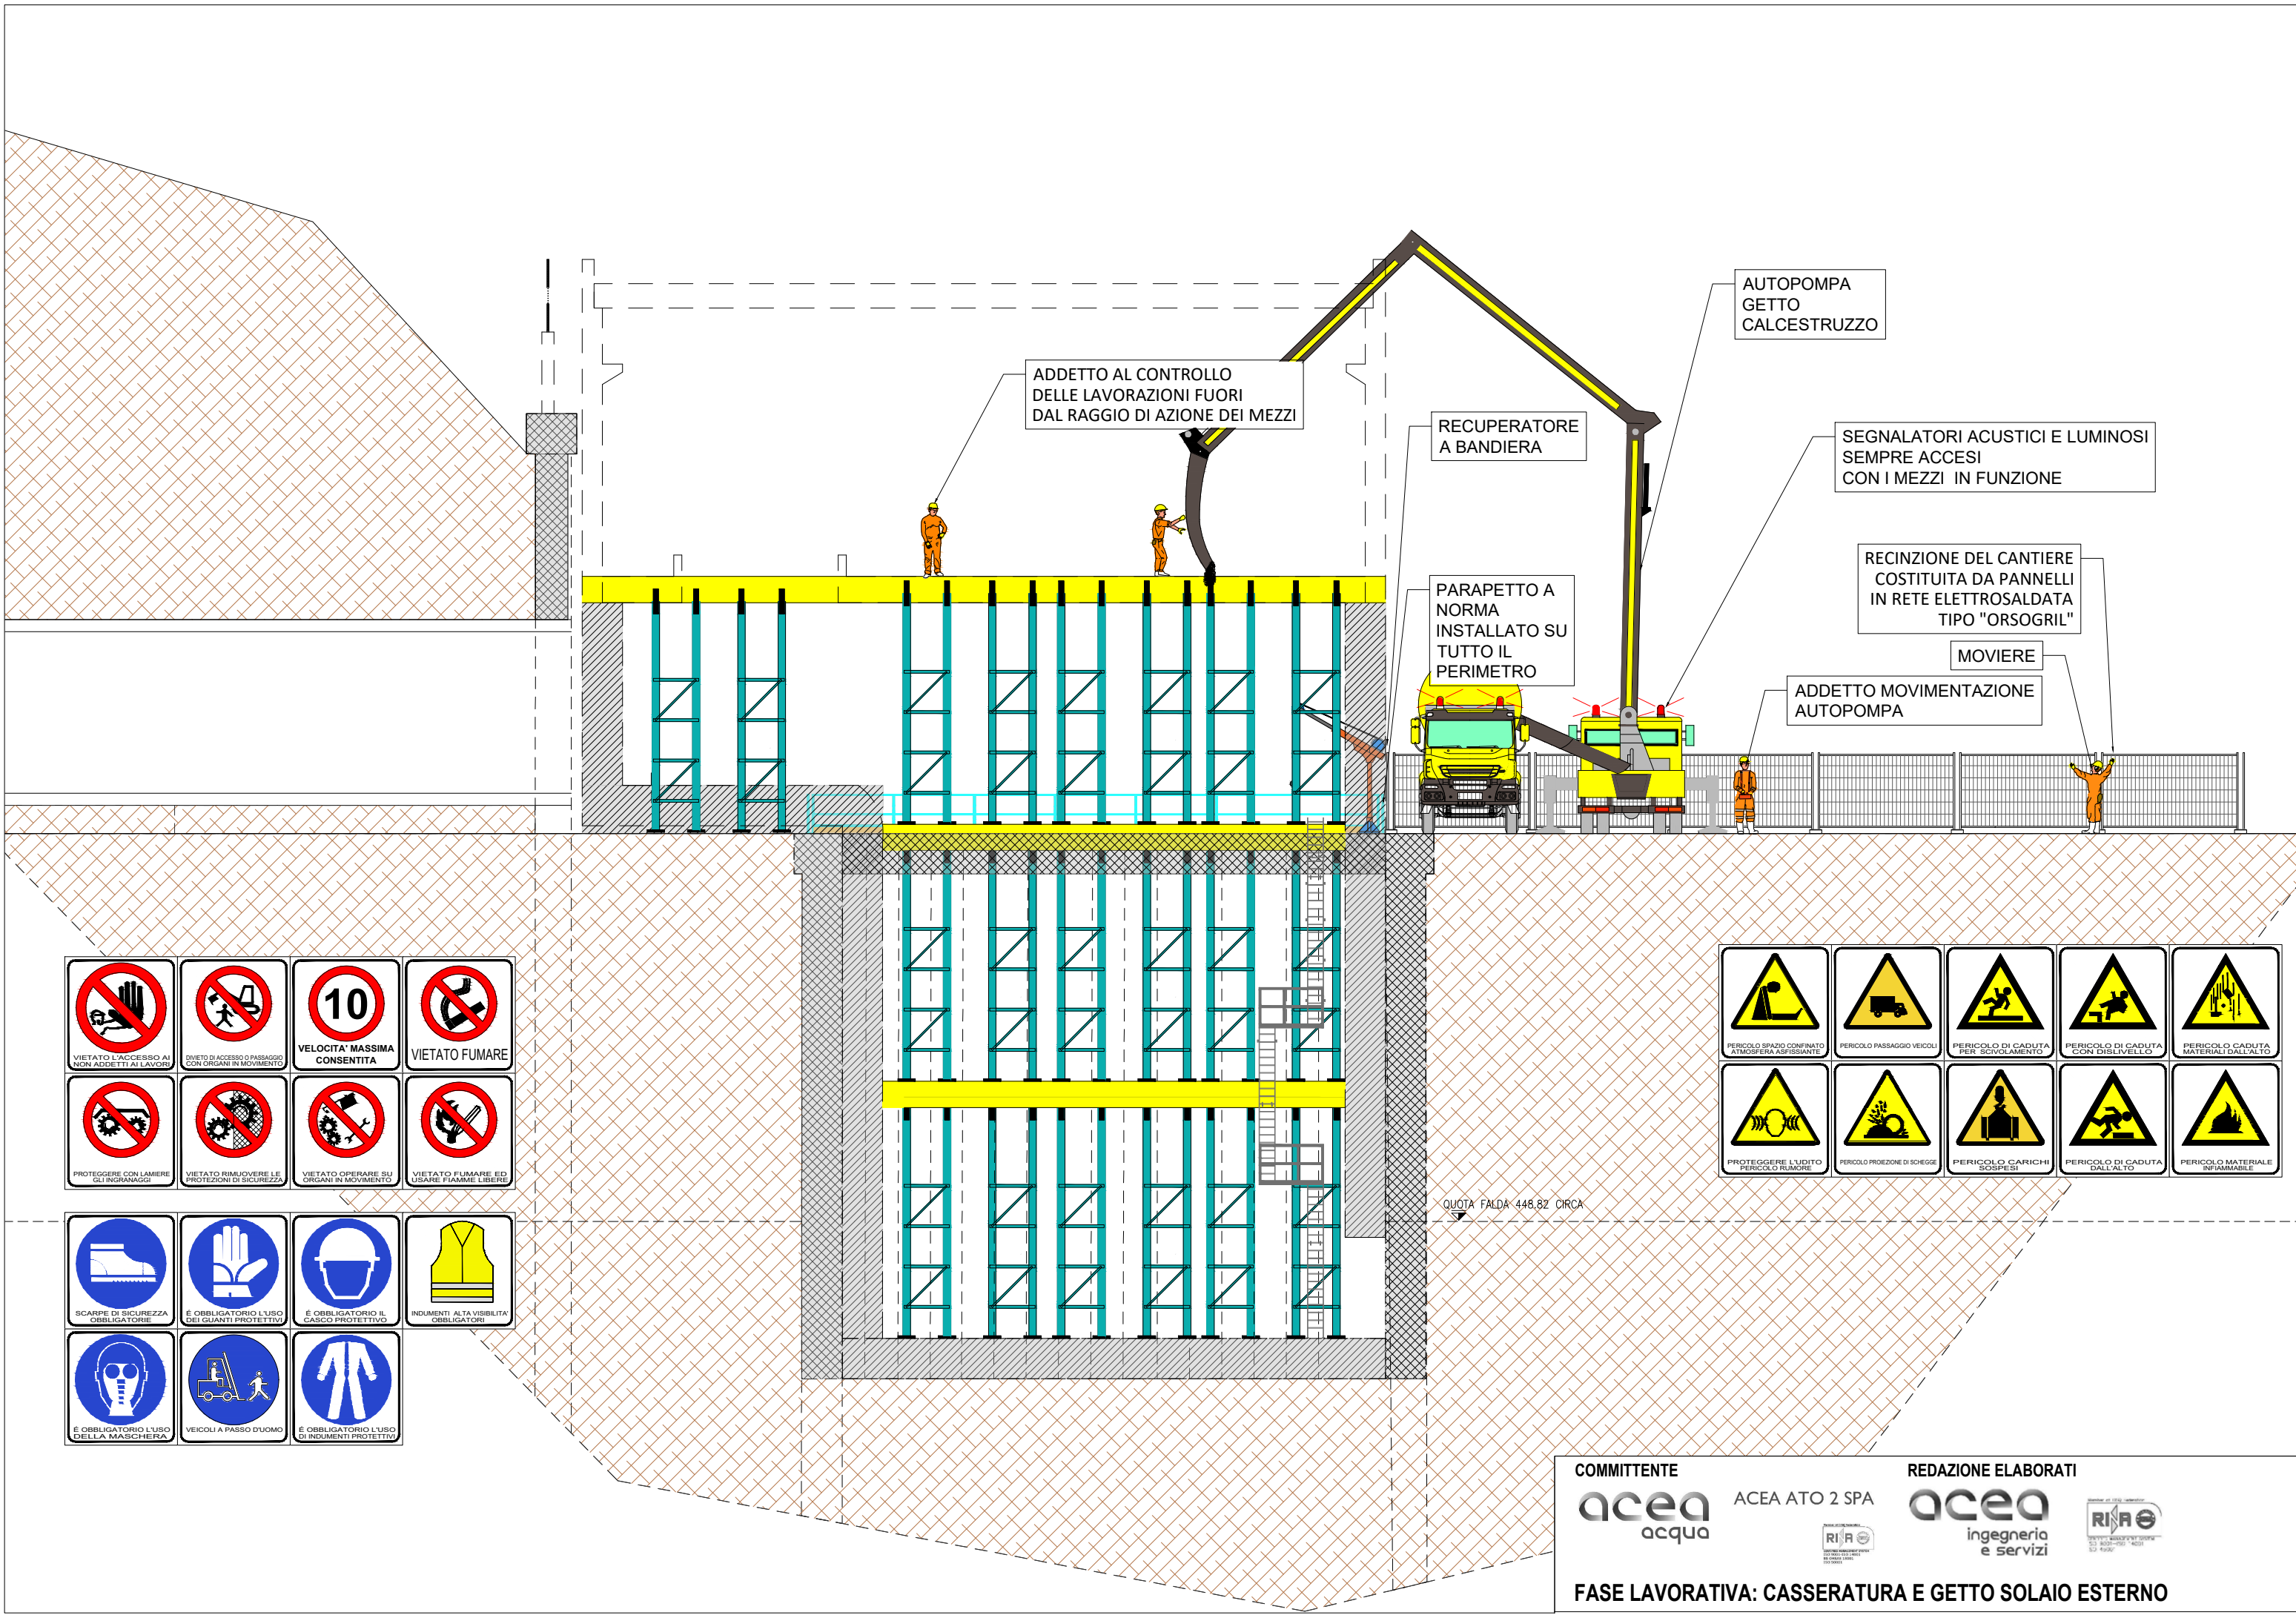 AUTOPOMPA
GETTO
CALCESTRUZZO
ADDETTO AL CONTROLLO
DELLE LAVORAZIONI FUORI
DAL RAGGIO DI AZIONE DEI MEZZI
RECUPERATORE
A BANDIERA
SEGNALATORI ACUSTICI E LUMINOSI
SEMPRE ACCESI
CON I MEZZI IN FUNZIONE
RECINZIONE DEL CANTIERE
COSTITUITA DA PANNELLI
IN RETE ELETTROSALDATA
TIPO "ORSOGRIL"
PARAPETTO A
NORMA
INSTALLATO SU
TUTTO IL
PERIMETRO
MOVIERE
ADDETTO MOVIMENTAZIONE
AUTOPOMPA
VIETATO L'ACCESSO AI
NON ADDETTI AI LAVORI
DIVIETO DI ACCESSO O PASSAGGIO
CON ORGANI IN MOVIMENTO
10
VELOCITA' MASSIMA
CONSENTITA
VIETATO FUMARE
PROTEGGERE CON LAMIERE
GLI INGRANAGGI
VIETATO RIMUOVERE LE
PROTEZIONI DI SICUREZZA
VIETATO OPERARE SU
ORGANI IN MOVIMENTO
VIETATO FUMARE ED
USARE FIAMME LIBERE
SCARPE DI SICUREZZA
OBBLIGATORIE
È OBBLIGATORIO L'USO
DEI GUANTI PROTETTIVI
È OBBLIGATORIO IL
CASCO PROTETTIVO
INDUMENTI ALTA VISIBILITA'
OBBLIGATORI
È OBBLIGATORIO L'USO
DELLA MASCHERA
VEICOLI A PASSO D'UOMO
È OBBLIGATORIO L'USO
DI INDUMENTI PROTETTIVI
PERICOLO SPAZIO CONFINATO
ATMOSFERA ASFISSIANTE
PERICOLO PASSAGGIO VEICOLI
PERICOLO DI CADUTA
PER SCIVOLAMENTO
PERICOLO DI CADUTA
CON DISLIVELLO
PERICOLO CADUTA
MATERIALI DALL'ALTO
PROTEGGERE L'UDITO
PERICOLO RUMORE
PERICOLO PROIEZIONE DI SCHEGGE
PERICOLO CARICHI
SOSPESI
PERICOLO DI CADUTA
DALL'ALTO
PERICOLO MATERIALE
INFIAMMABILE
QUOTA FALDA 448.82 CIRCA
COMMITTENTE
acea
acqua
ACEA ATO 2 SPA
RINA
REDAZIONE ELABORATI
acea
ingegneria
e servizi
RINA
FASE LAVORATIVA: CASSERATURA E GETTO SOLAIO ESTERNO